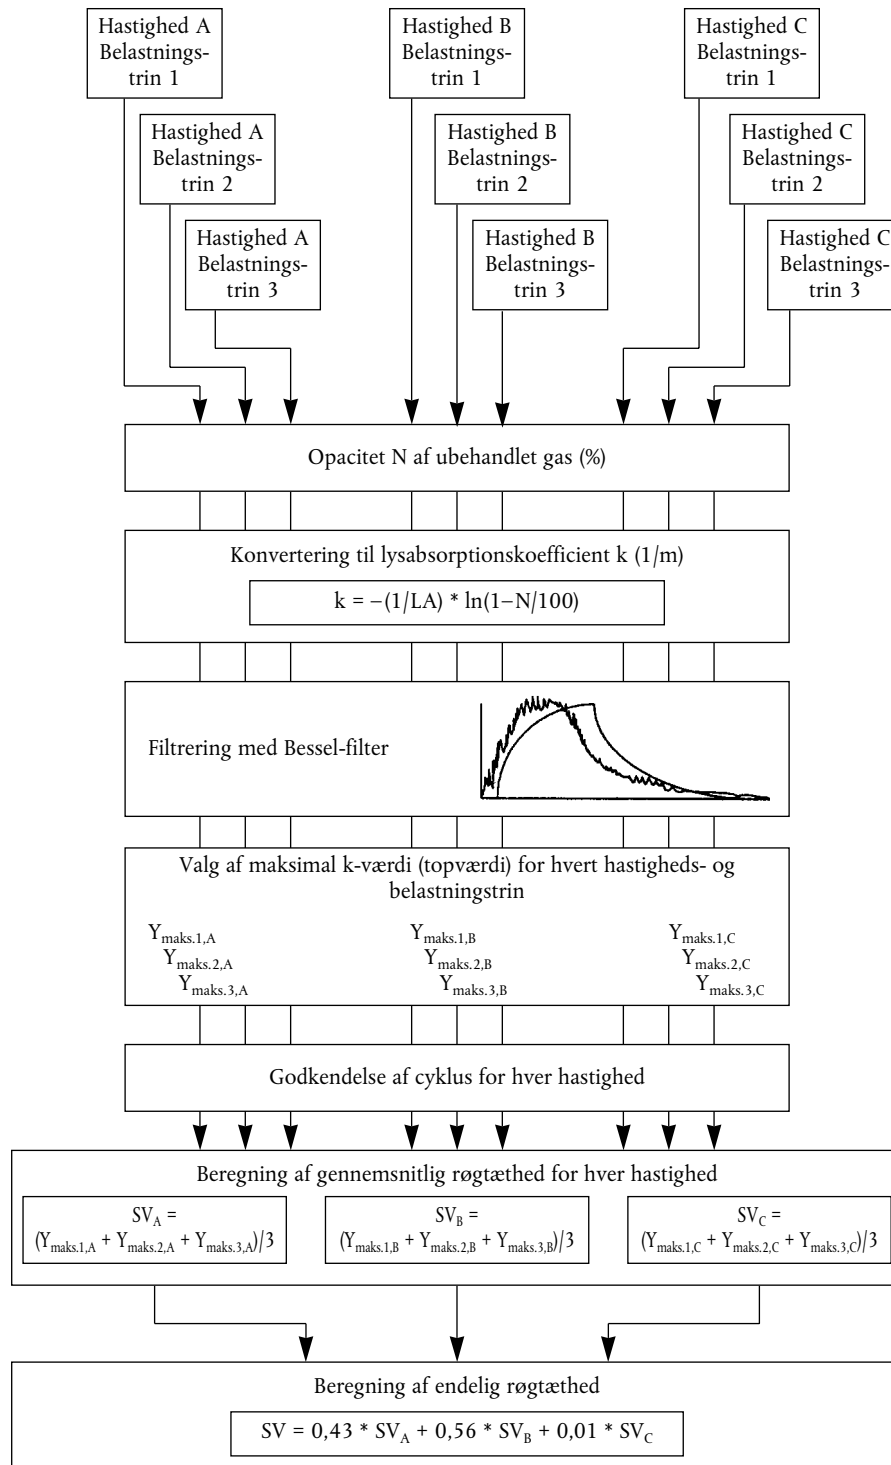 Hastighed A
Belastnings-
trin 1
Hastighed B
Belastnings-
trin 1
Hastighed C
Belastnings-
trin 1
Hastighed A
Belastnings-
trin 2
Hastighed B
Belastnings-
trin 2
Hastighed C
Belastnings-
trin 2
Hastighed A
Belastnings-
trin 3
Hastighed B
Belastnings-
trin 3
Hastighed C
Belastnings-
trin 3
Opacitet N af ubehandlet gas (%)
Konvertering til lysabsorptionskoefficient k (1/m)
k = −(1/LA) * ln(1−N/100)
Filtrering med Bessel-filter
Valg af maksimal k-værdi (topværdi) for hvert hastigheds- og
belastningstrin
Ymaks.1,A
Ymaks.2,A
Ymaks.3,A
Ymaks.1,B
Ymaks.2,B
Ymaks.3,B
Ymaks.1,C
Ymaks.2,C
Ymaks.3,C
Godkendelse af cyklus for hver hastighed
Beregning af gennemsnitlig røgtæthed for hver hastighed
SVA =
(Ymaks.1,A + Ymaks.2,A + Ymaks.3,A)/3
SVB =
(Ymaks.1,B + Ymaks.2,B + Ymaks.3,B)/3
SVC =
(Ymaks.1,C + Ymaks.2,C + Ymaks.3,C)/3
Beregning af endelig røgtæthed
SV = 0,43 * SVA + 0,56 * SVB + 0,01 * SVC